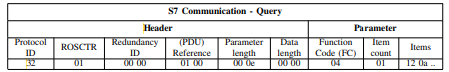 S7 Communication - Query
Header Parameter
Protocol ID ROSCTR Redundancy ID (PDU) Reference Parameter length Data length Function Code (FC) Item count Items
32 01 00 00 01 00 00 0e 00 00 04 01 12 0a ..